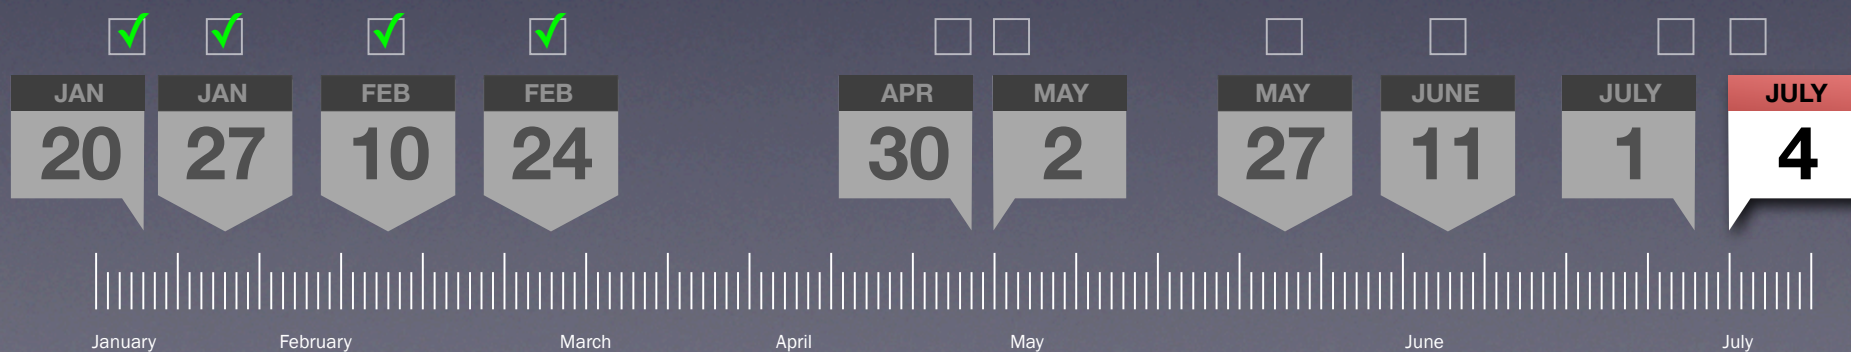 JAN JAN FEB FEB APR MAY MAY JUNE JULY JULY
20 27 10 24 30 2 27 11 1 4
January February March April May June July